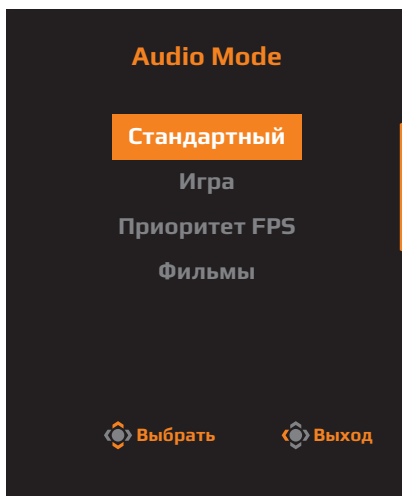 Audio Mode
Стандартный
Игра
Приоритет FPS
Фильмы
Выбрать Выход